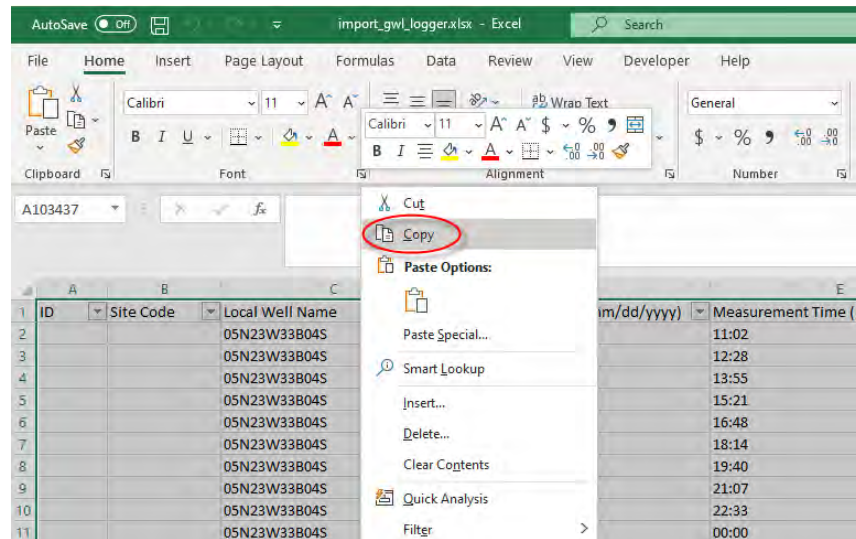 AutoSave Off import_gwl_logger.xlsx - Excel Search
File Home Insert Page Layout Formulas Data Review View Developer Help
Paste Calibri 11 A^ A ab Wrap Text General
B I U A $ % 9
Clipboard Font Alignment Number
Calibri 11 A^ A $ % 9
B I A .00
A103437 fx
Cut
Copy
Paste Options:
Paste Special...
Smart Lookup
Insert...
Delete...
Clear Contents
Quick Analysis
Filter >
A B C E
1 ID Site Code Local Well Name m/dd/yyyy) Measurement Time (
2 05N23W33B04S 11:02
3 05N23W33B04S 12:28
4 05N23W33B04S 13:55
5 05N23W33B04S 15:21
6 05N23W33B04S 16:48
7 05N23W33B04S 18:14
8 05N23W33B04S 19:40
9 05N23W33B04S 21:07
10 05N23W33B04S 22:33
11 05N23W33B04S 00:00